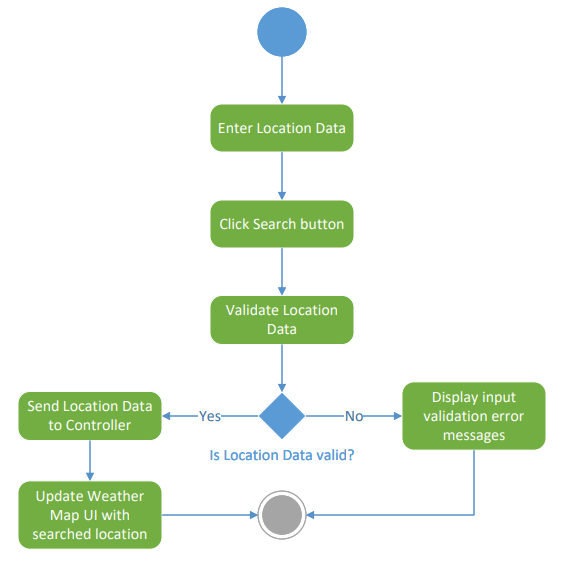 Enter Location Data
Click Search button
Validate Location
Data
Send Location Data
to Controller
Yes
No
Display input
validation error
messages
Is Location Data valid?
Update Weather
Map UI with
searched location